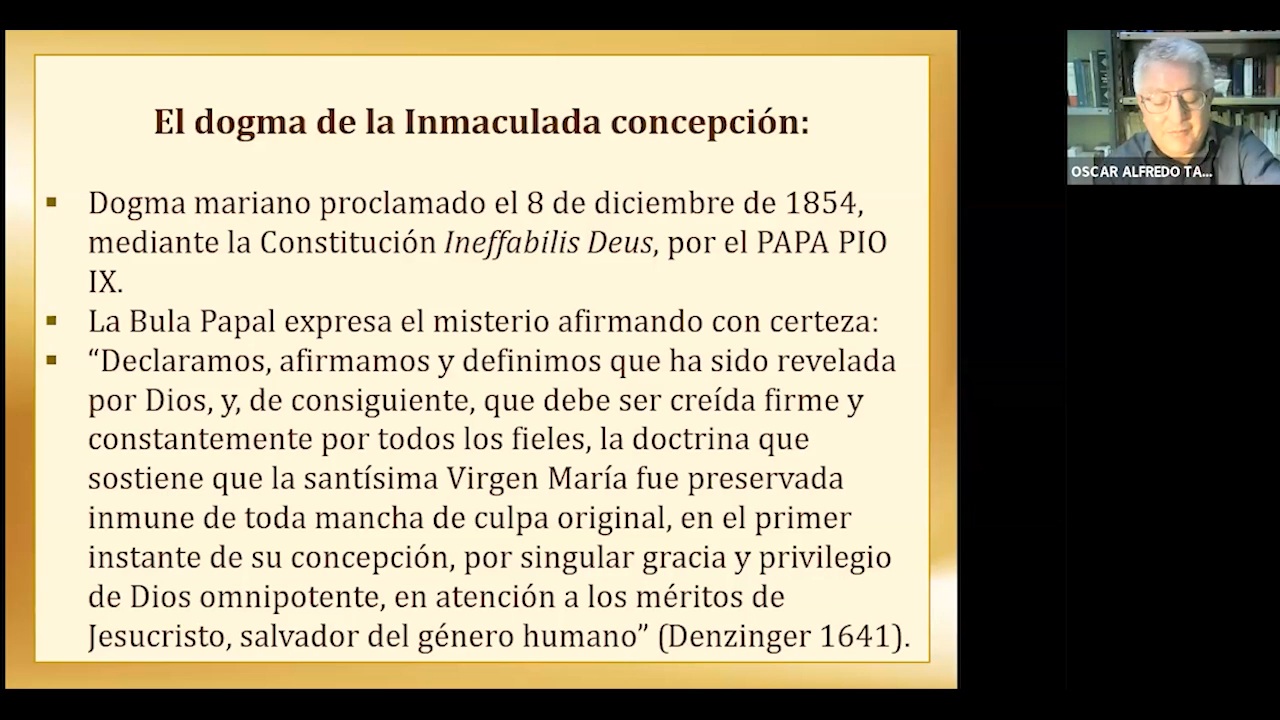 El dogma de la Inmaculada concepción:
Dogma mariano proclamado el 8 de diciembre de 1854,
mediante la Constitución Ineffabilis Deus, por el PAPA PIO
IX.
La Bula Papal expresa el misterio afirmando con certeza:
“Declaramos, afirmamos y definimos que ha sido revelada
por Dios, y, de consiguiente, que debe ser creída firme y
constantemente por todos los fieles, la doctrina que
sostiene que la santísima Virgen María fue preservada
inmune de toda mancha de culpa original, en el primer
instante de su concepción, por singular gracia y privilegio
de Dios omnipotente, en atención a los méritos de
Jesucristo, salvador del género humano” (Denzinger 1641).
OSCAR ALFREDO TA...